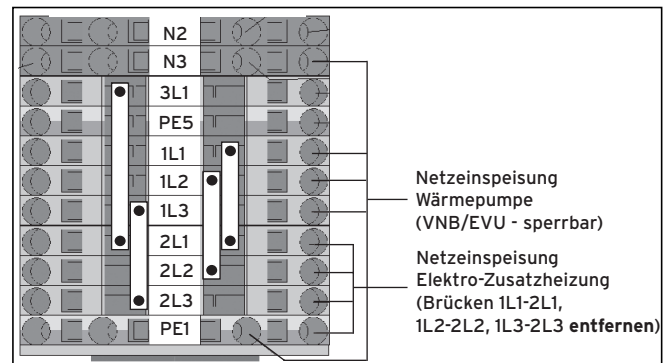 N2
N3
3L1
PE5
1L1
1L2
1L3
2L1
2L2
2L3
PE1
Netzeinspeisung
Wärmepumpe
(VNB/EVU - sperrbar)
Netzeinspeisung
Elektro-Zusatzheizung
(Brücken 1L1-2L1,
1L2-2L2, 1L3-2L3 entfernen)